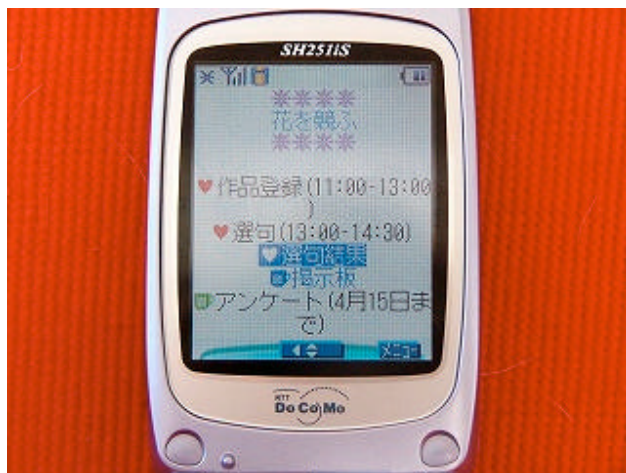 SH251iS
****
花を競ふ
****
♥作品登録(11:00-13:00
)
♥選句(13:00-14:30)
♥選句結果
掲示板
アンケート(4月15日ま
で)
メニュー
NTT
DoCoMo